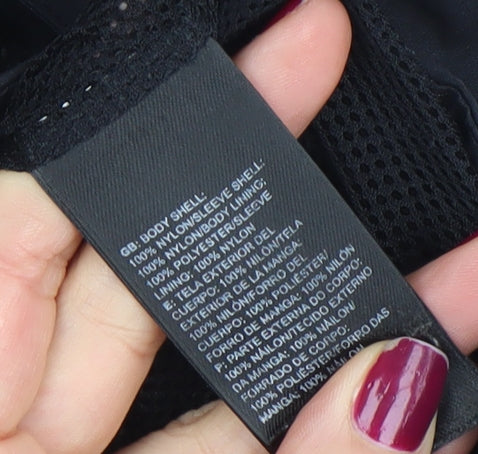 GB: BODY SHELL:
100% NYLON/SLEEVE SHELL:
100% NYLON/BODY LINING:
100% POLYESTER/SLEEVE
LINING: 100% NYLON
E: TELA EXTERIOR DEL
CUERPO: 100% NILON/TELA
EXTERIOR DE LA MANGA:
100% NILON/FORRO DEL
CUERPO: 100% POLIÉSTER/
FORRO DE MANGA: 100% NILÓN
P: PARTE EXTERNA DO CORPO:
100% NÁILON/TECIDO EXTERNO
DA MANGA: 100% NÁILON/
FORRADO DE CORPO:
100% POLIÉSTER/FORRO DAS
MANGA: 100% NÁILON